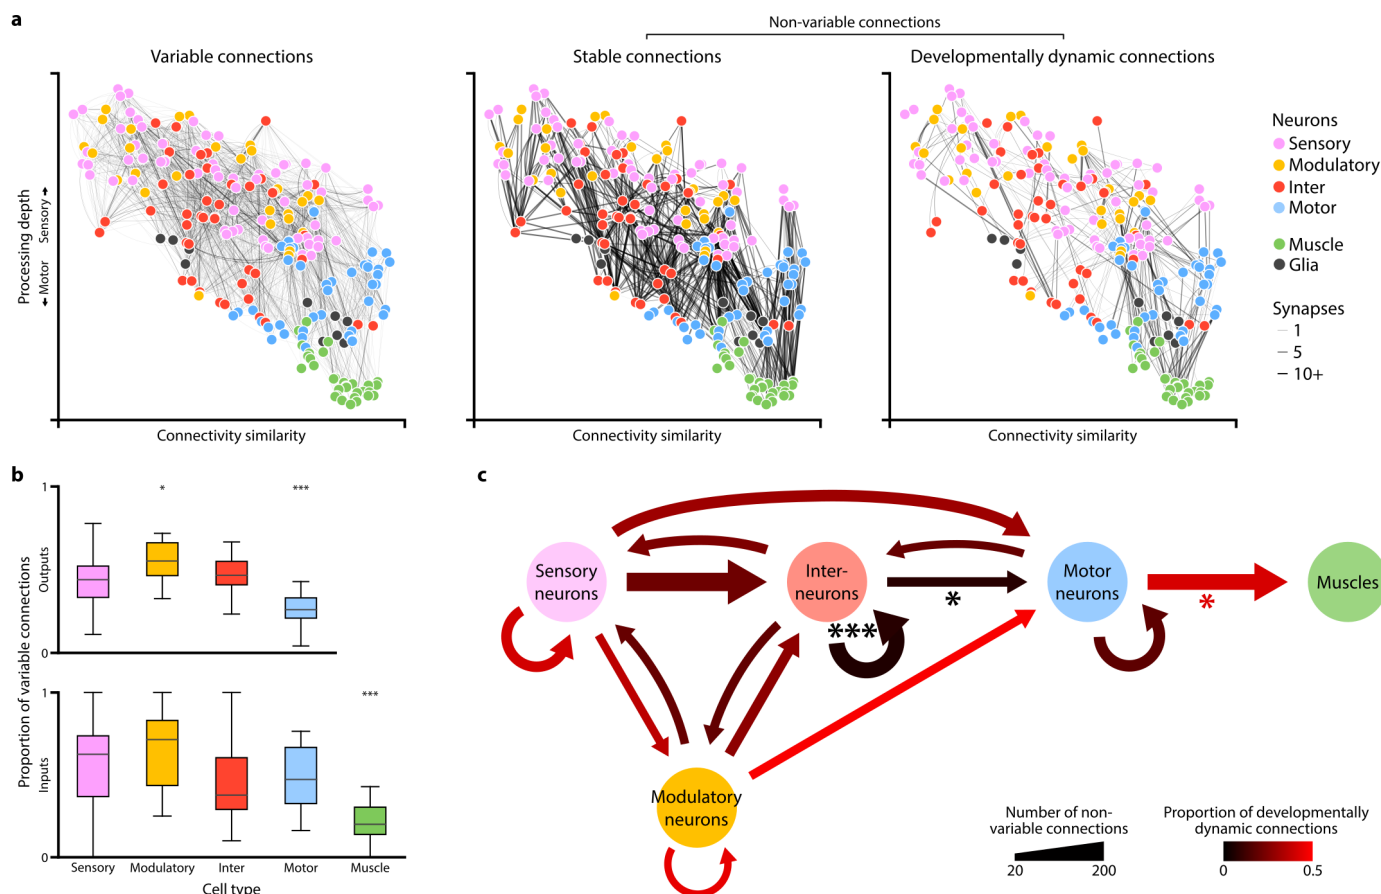 a
Non-variable connections
Variable connections
Stable connections
Developmentally dynamic connections
Processing depth
Motor
Sensory
Connectivity similarity
Connectivity similarity
Connectivity similarity
Neurons
Sensory
Modulatory
Inter
Motor
Muscle
Glia
Synapses
1
5
10+
b
Proportion of variable connections
Outputs
1
0
*
***
Inputs
1
0
***
Sensory
Modulatory
Inter
Motor
Muscle
Cell type
c
Sensory
neurons
Inter-
neurons
Motor
neurons
Muscles
Modulatory
neurons
***
*
*
Number of non-
variable connections
20
200
Proportion of developmentally
dynamic connections
0
0.5